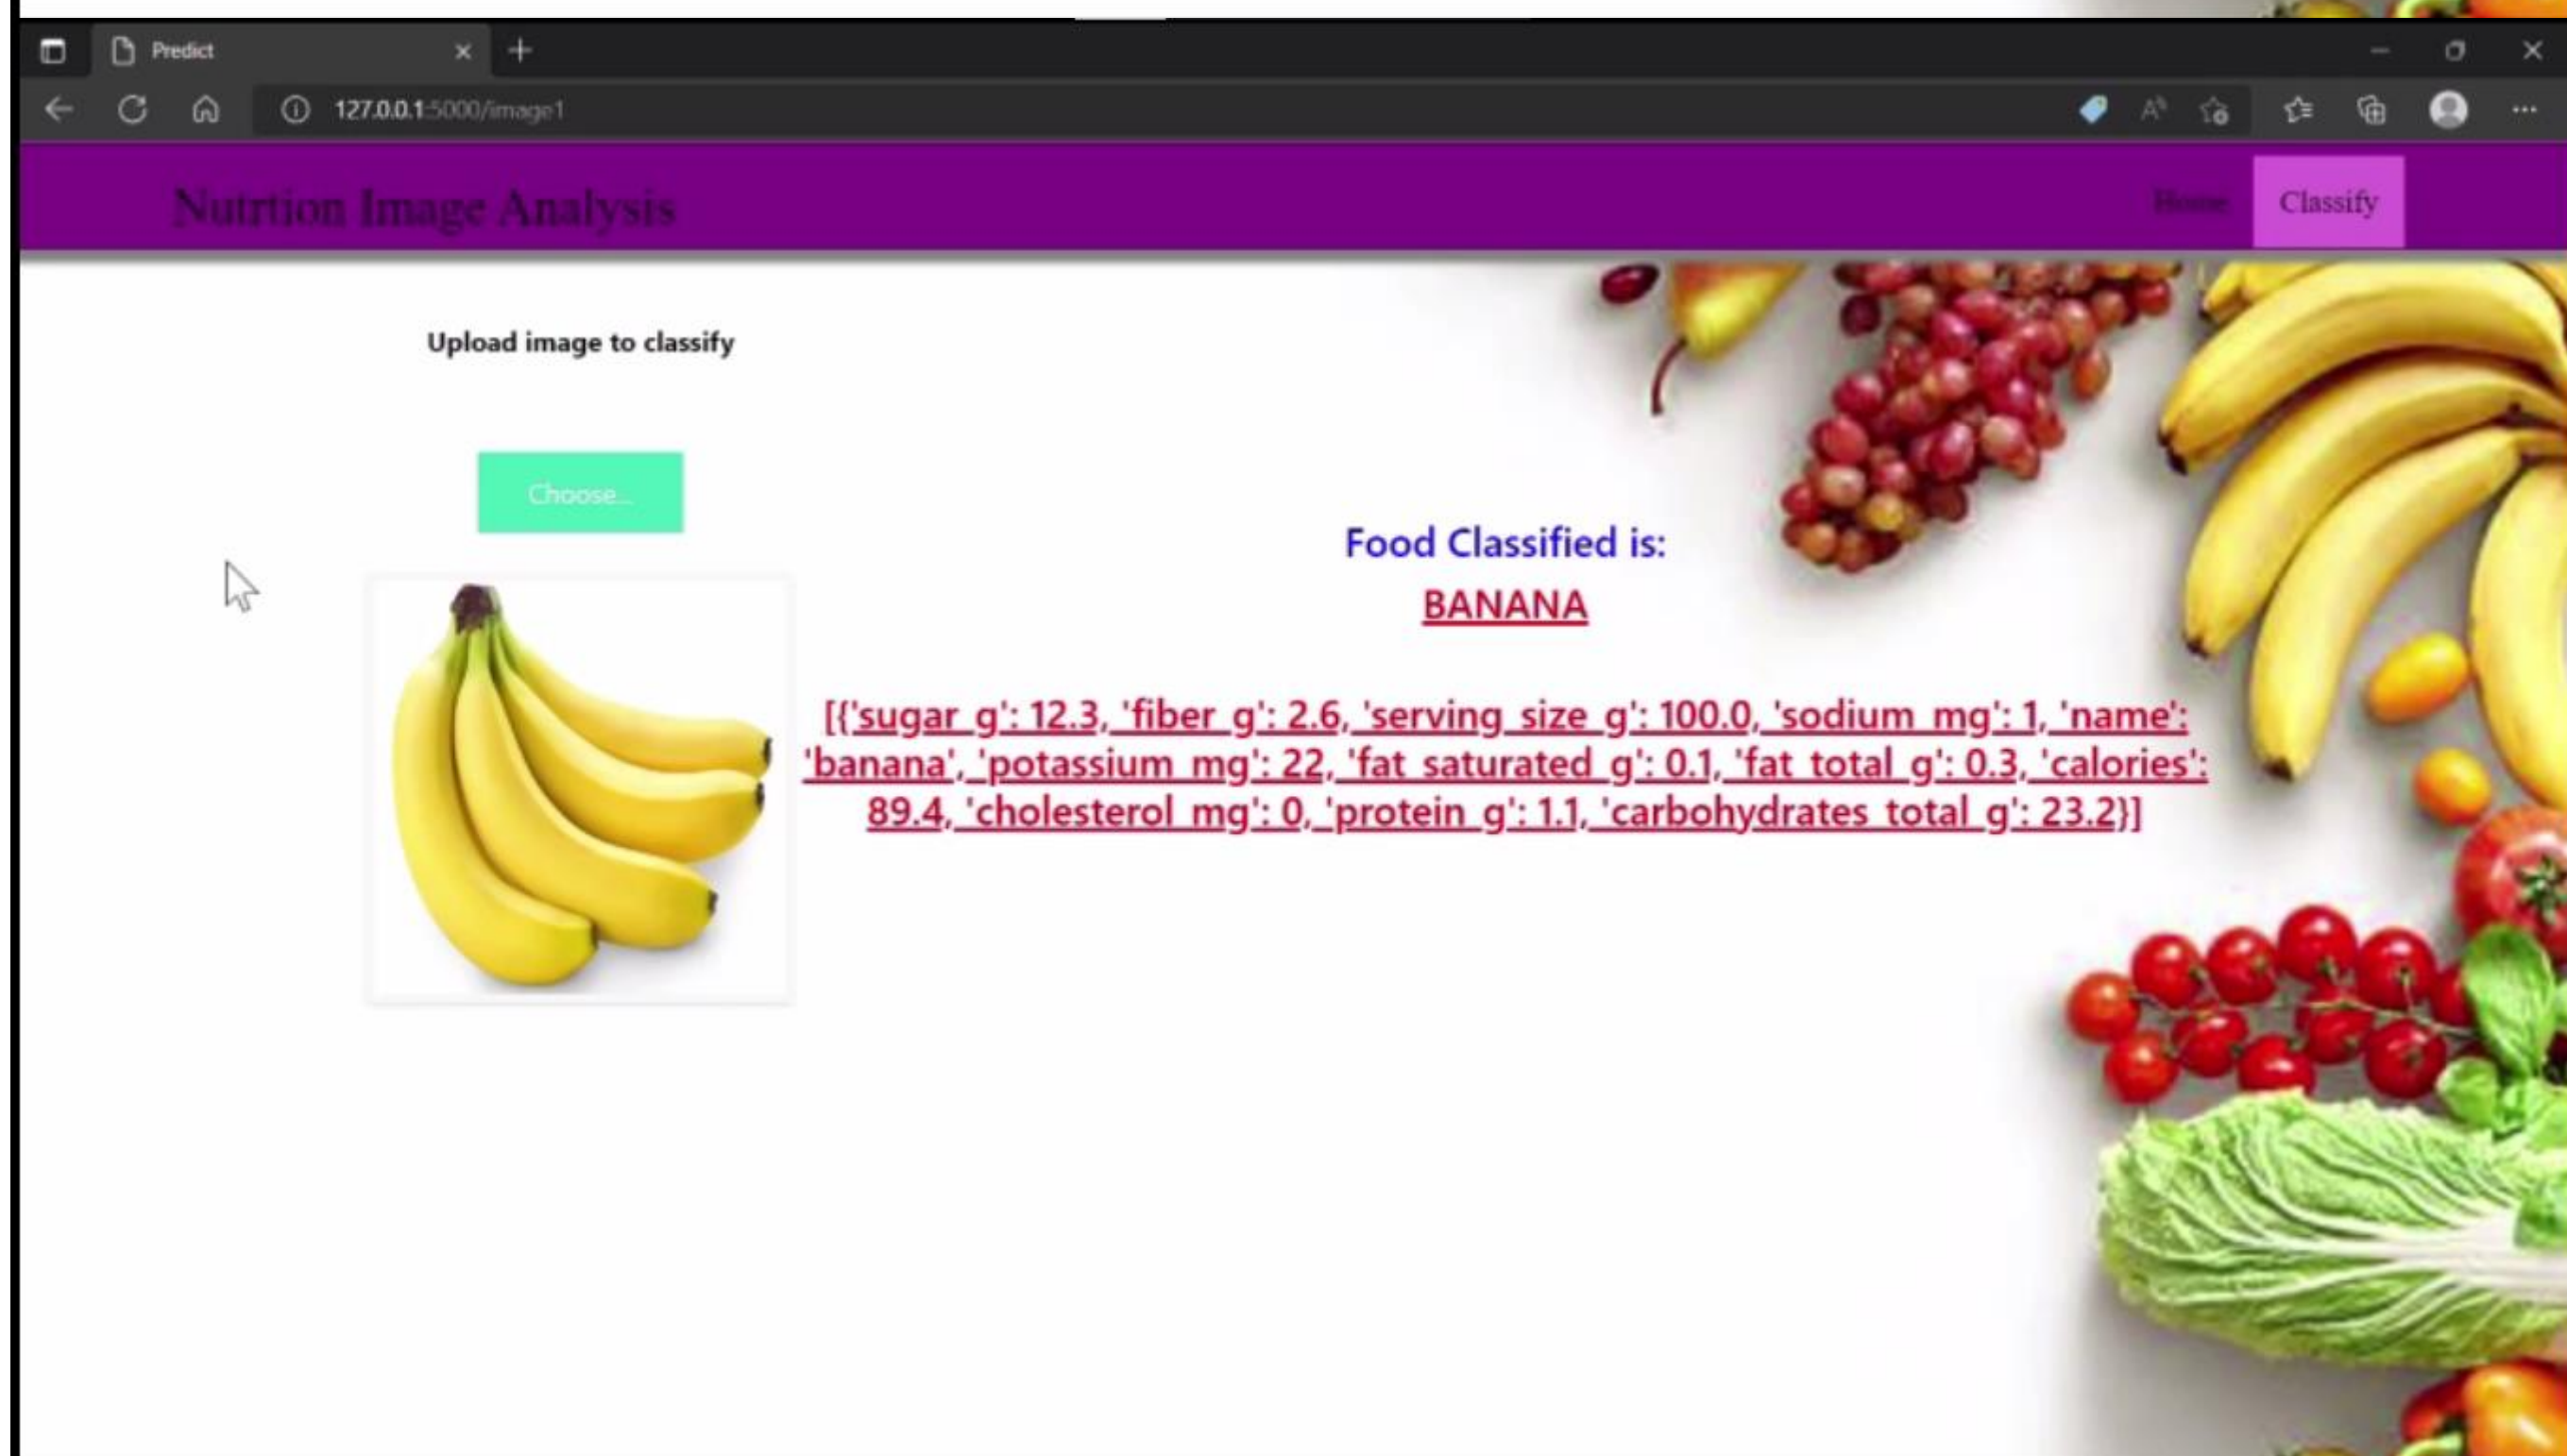 Predict
127.0.0.1:5000/image1
Nutrtion Image Analysis
Home
Classify
Upload image to classify
Choose...
Food Classified is:
BANANA
[{'sugar_g': 12.3, 'fiber_g': 2.6, 'serving_size_g': 100.0, 'sodium_mg': 1, 'name':
'banana', 'potassium_mg': 22, 'fat_saturated_g': 0.1, 'fat_total_g': 0.3, 'calories':
89.4, 'cholesterol_mg': 0, 'protein_g': 1.1, 'carbohydrates_total_g': 23.2}]